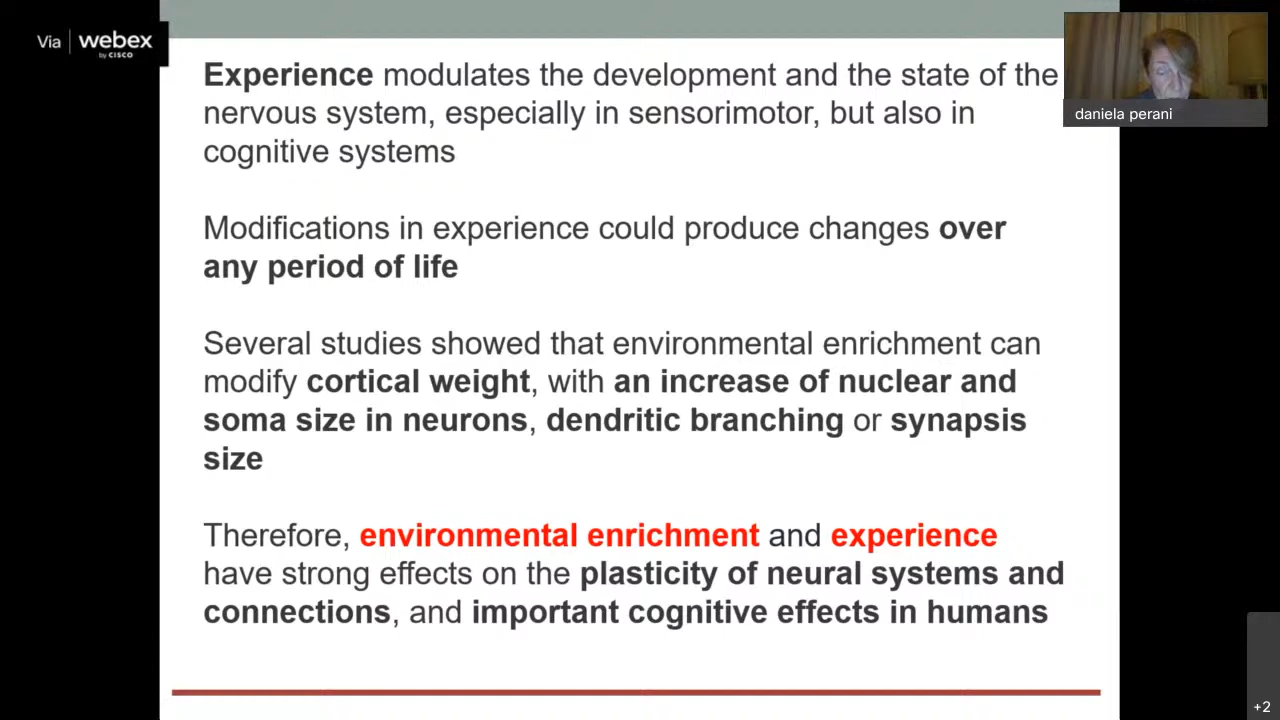 Via webex
by CISCO
daniela perani
Experience modulates the development and the state of the
nervous system, especially in sensorimotor, but also in
cognitive systems
Modifications in experience could produce changes over
any period of life
Several studies showed that environmental enrichment can
modify cortical weight, with an increase of nuclear and
soma size in neurons, dendritic branching or synapsis
size
Therefore, environmental enrichment and experience
have strong effects on the plasticity of neural systems and
connections, and important cognitive effects in humans
+2